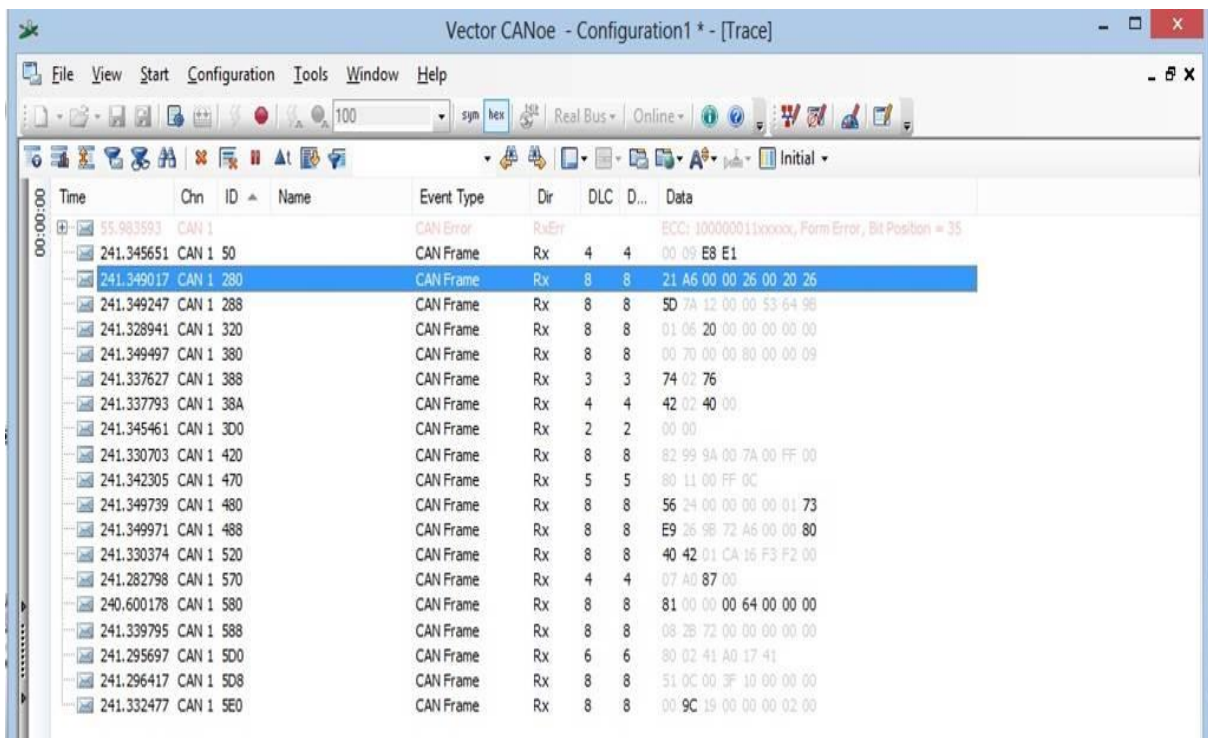 Vector CANoe - Configuration1 * - [Trace]
File View Start Configuration Tools Window Help
100 sym hex Real Bus Online
Δt Initial
00:00:00
Time Chn ID Name Event Type Dir DLC D... Data
55.983593 CAN 1 CAN Error RxErr ECC: 100000011xxxxx, Form Error, Bit Position = 35
241.345651 CAN 1 50 CAN Frame Rx 4 4 00 09 E8 E1
241.349017 CAN 1 280 CAN Frame Rx 8 8 21 A6 00 00 26 00 20 26
241.349247 CAN 1 288 CAN Frame Rx 8 8 5D 7A 12 00 00 53 64 9B
241.328941 CAN 1 320 CAN Frame Rx 8 8 01 06 20 00 00 00 00 00
241.349497 CAN 1 380 CAN Frame Rx 8 8 00 70 00 00 80 00 00 09
241.337627 CAN 1 388 CAN Frame Rx 3 3 74 02 76
241.337793 CAN 1 38A CAN Frame Rx 4 4 42 02 40 00
241.345461 CAN 1 3D0 CAN Frame Rx 2 2 00 00
241.330703 CAN 1 420 CAN Frame Rx 8 8 82 99 9A 00 7A 00 FF 00
241.342305 CAN 1 470 CAN Frame Rx 5 5 80 11 00 FF 0C
241.349739 CAN 1 480 CAN Frame Rx 8 8 56 24 00 00 00 00 01 73
241.349971 CAN 1 488 CAN Frame Rx 8 8 E9 26 9B 72 A6 00 00 80
241.330374 CAN 1 520 CAN Frame Rx 8 8 40 42 01 CA 16 F3 F2 00
241.282798 CAN 1 570 CAN Frame Rx 4 4 07 A0 87 00
240.600178 CAN 1 580 CAN Frame Rx 8 8 81 00 00 00 64 00 00 00
241.339795 CAN 1 588 CAN Frame Rx 8 8 08 2B 72 00 00 00 00 00
241.295697 CAN 1 5D0 CAN Frame Rx 6 6 80 02 41 A0 17 41
241.296417 CAN 1 5D8 CAN Frame Rx 8 8 51 0C 00 3F 10 00 00 00
241.332477 CAN 1 5E0 CAN Frame Rx 8 8 00 9C 19 00 00 00 02 00